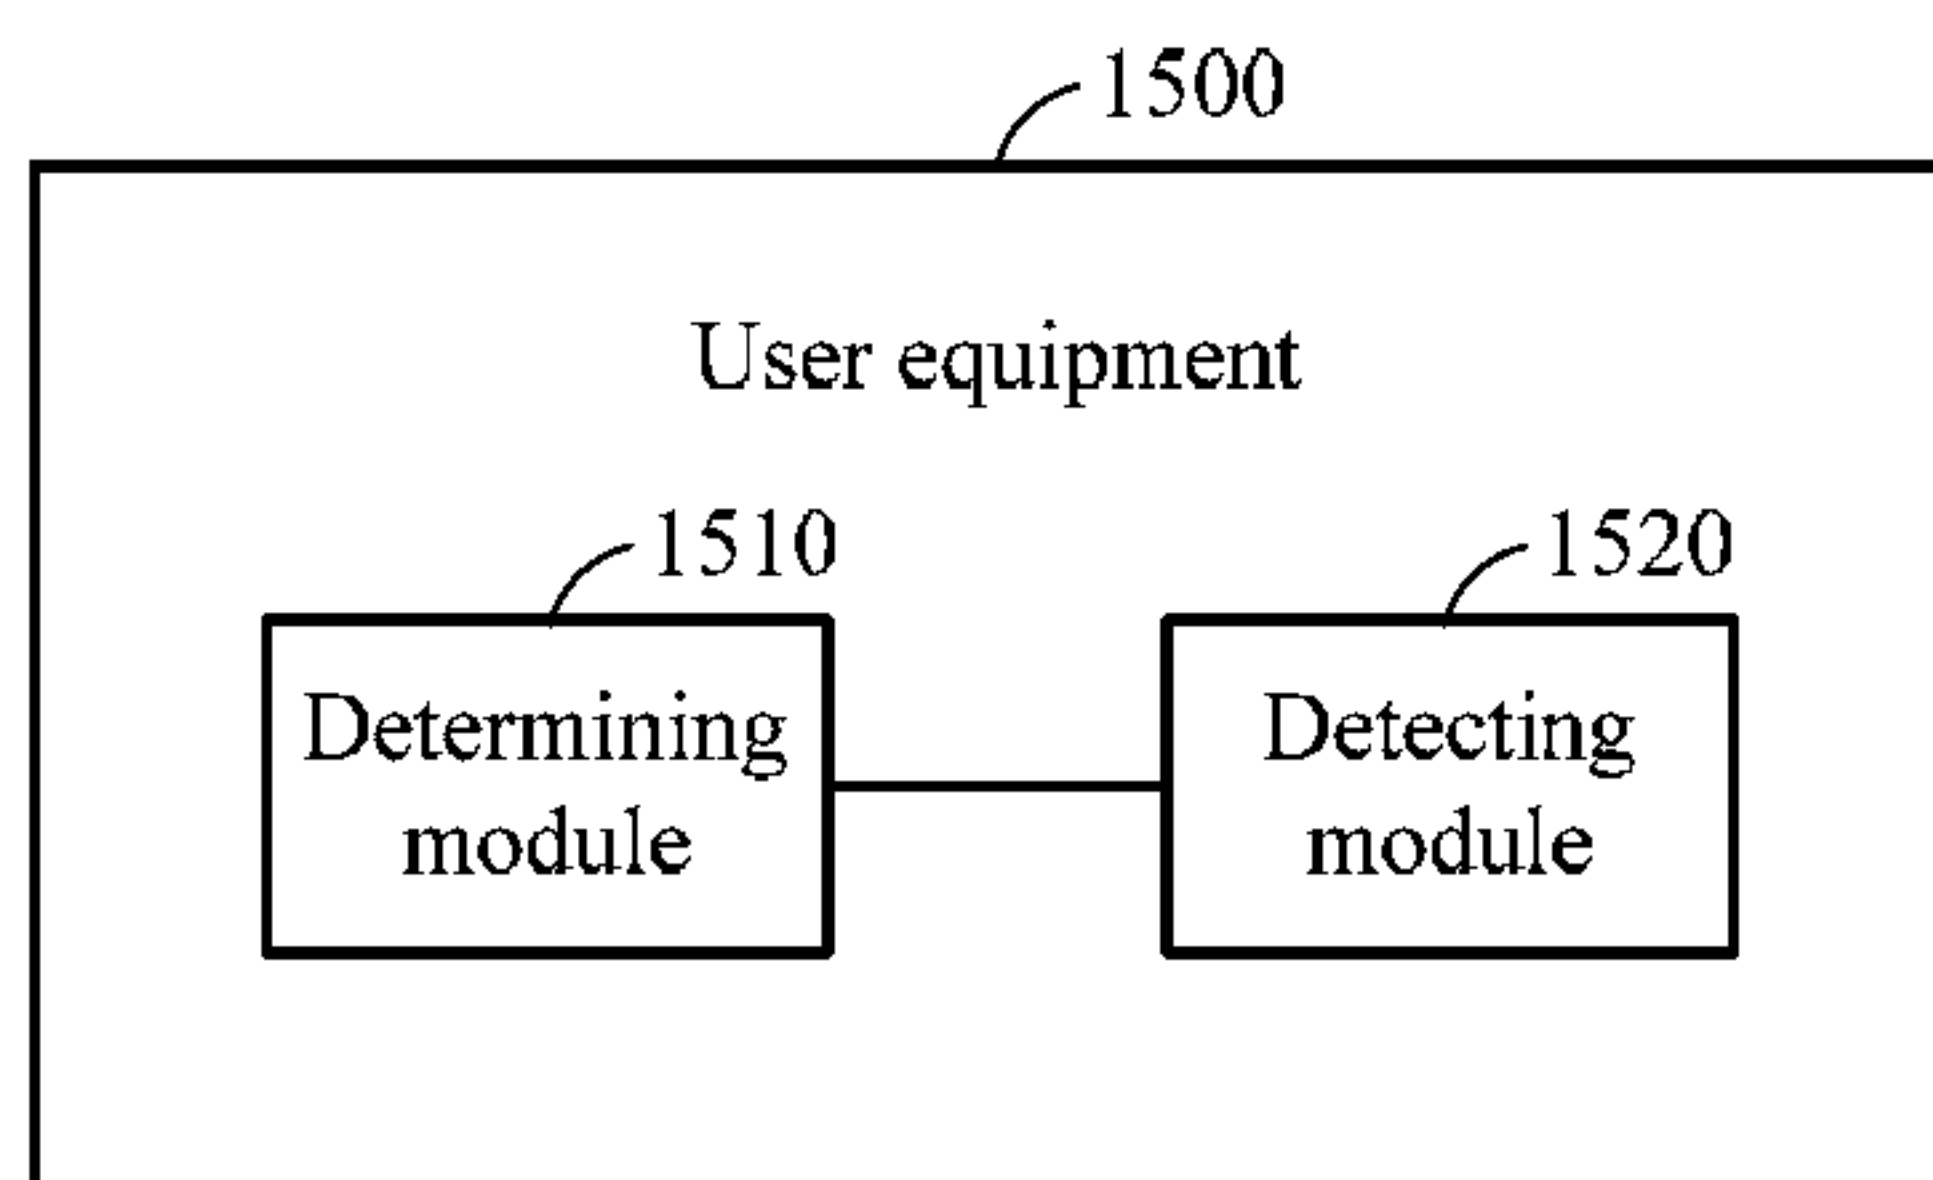 1500
User equipment
1510
1520
Determining
module
Detecting
module